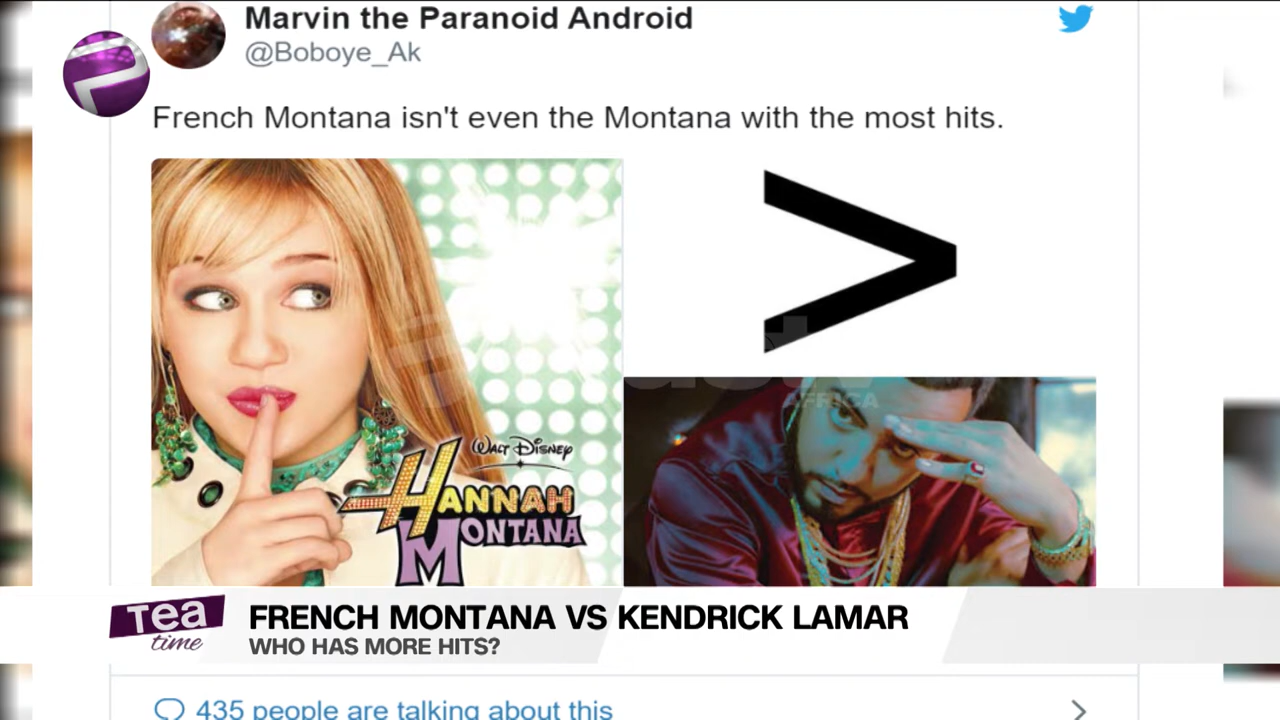 Marvin the Paranoid Android
@Boboye_Ak
French Montana isn't even the Montana with the most hits.
>
WALT DISNEY
HANNAH
MONTANA
AFRICA
Tea
time
FRENCH MONTANA VS KENDRICK LAMAR
WHO HAS MORE HITS?
435 people are talking about this